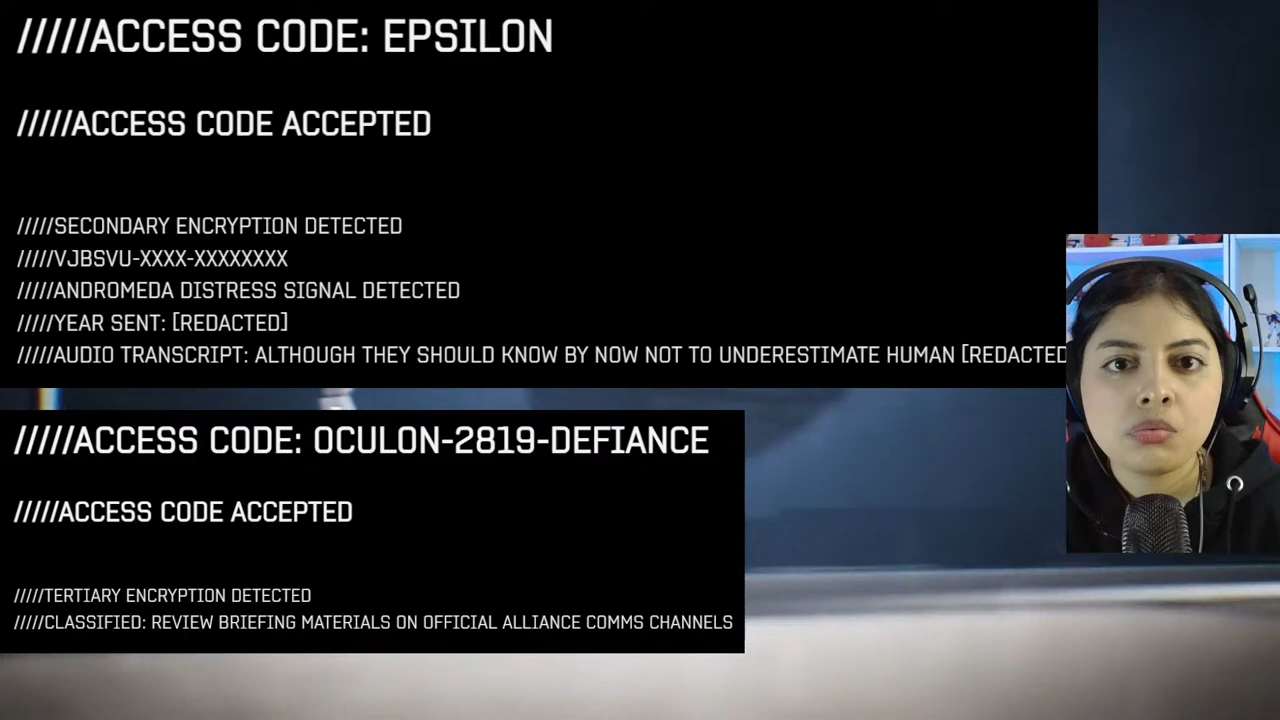 /////ACCESS CODE: EPSILON
/////ACCESS CODE ACCEPTED
/////SECONDARY ENCRYPTION DETECTED
/////VJBSVU-XXXX-XXXXXXXX
/////ANDROMEDA DISTRESS SIGNAL DETECTED
/////YEAR SENT: [REDACTED]
/////AUDIO TRANSCRIPT: ALTHOUGH THEY SHOULD KNOW BY NOW NOT TO UNDERESTIMATE HUMAN [REDACTED
/////ACCESS CODE: OCULON-2819-DEFIANCE
/////ACCESS CODE ACCEPTED
/////TERTIARY ENCRYPTION DETECTED
/////CLASSIFIED: REVIEW BRIEFING MATERIALS ON OFFICIAL ALLIANCE COMMS CHANNELS